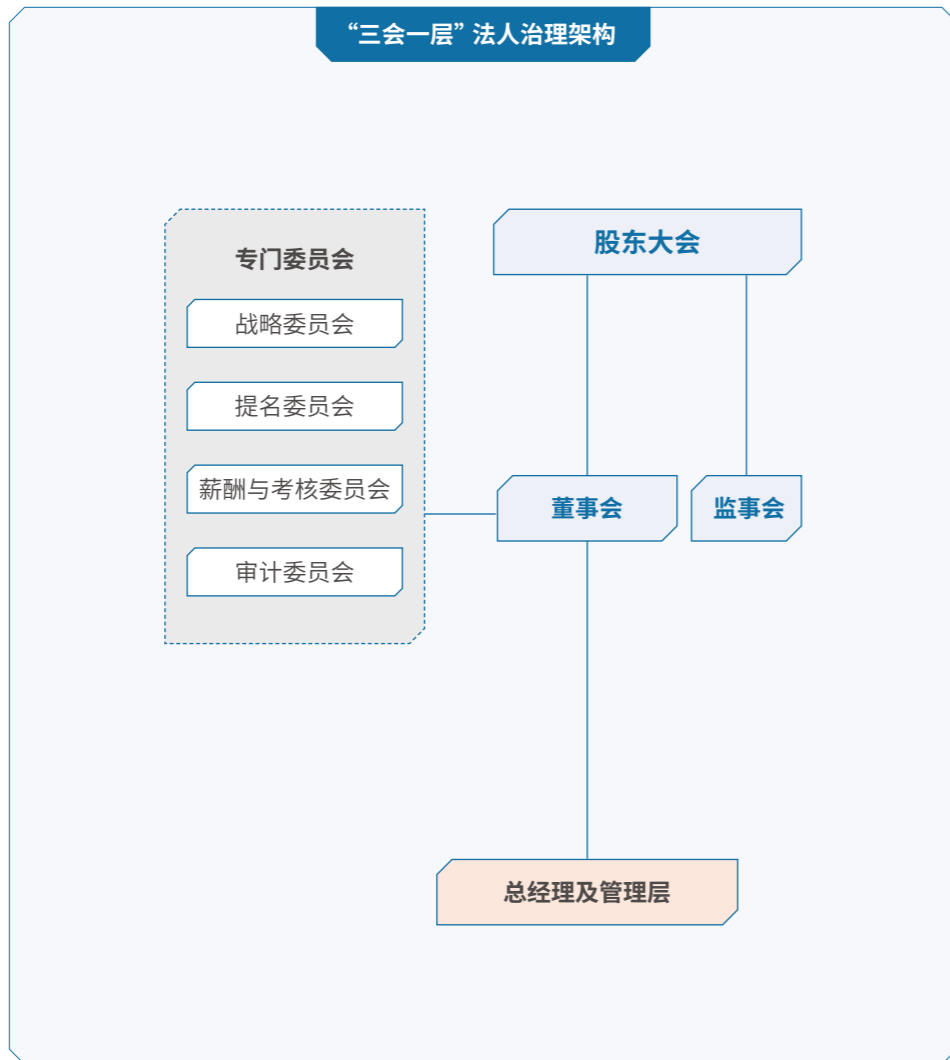 “三会一层”法人治理架构
专门委员会
战略委员会
提名委员会
薪酬与考核委员会
审计委员会
股东大会
董事会
监事会
总经理及管理层